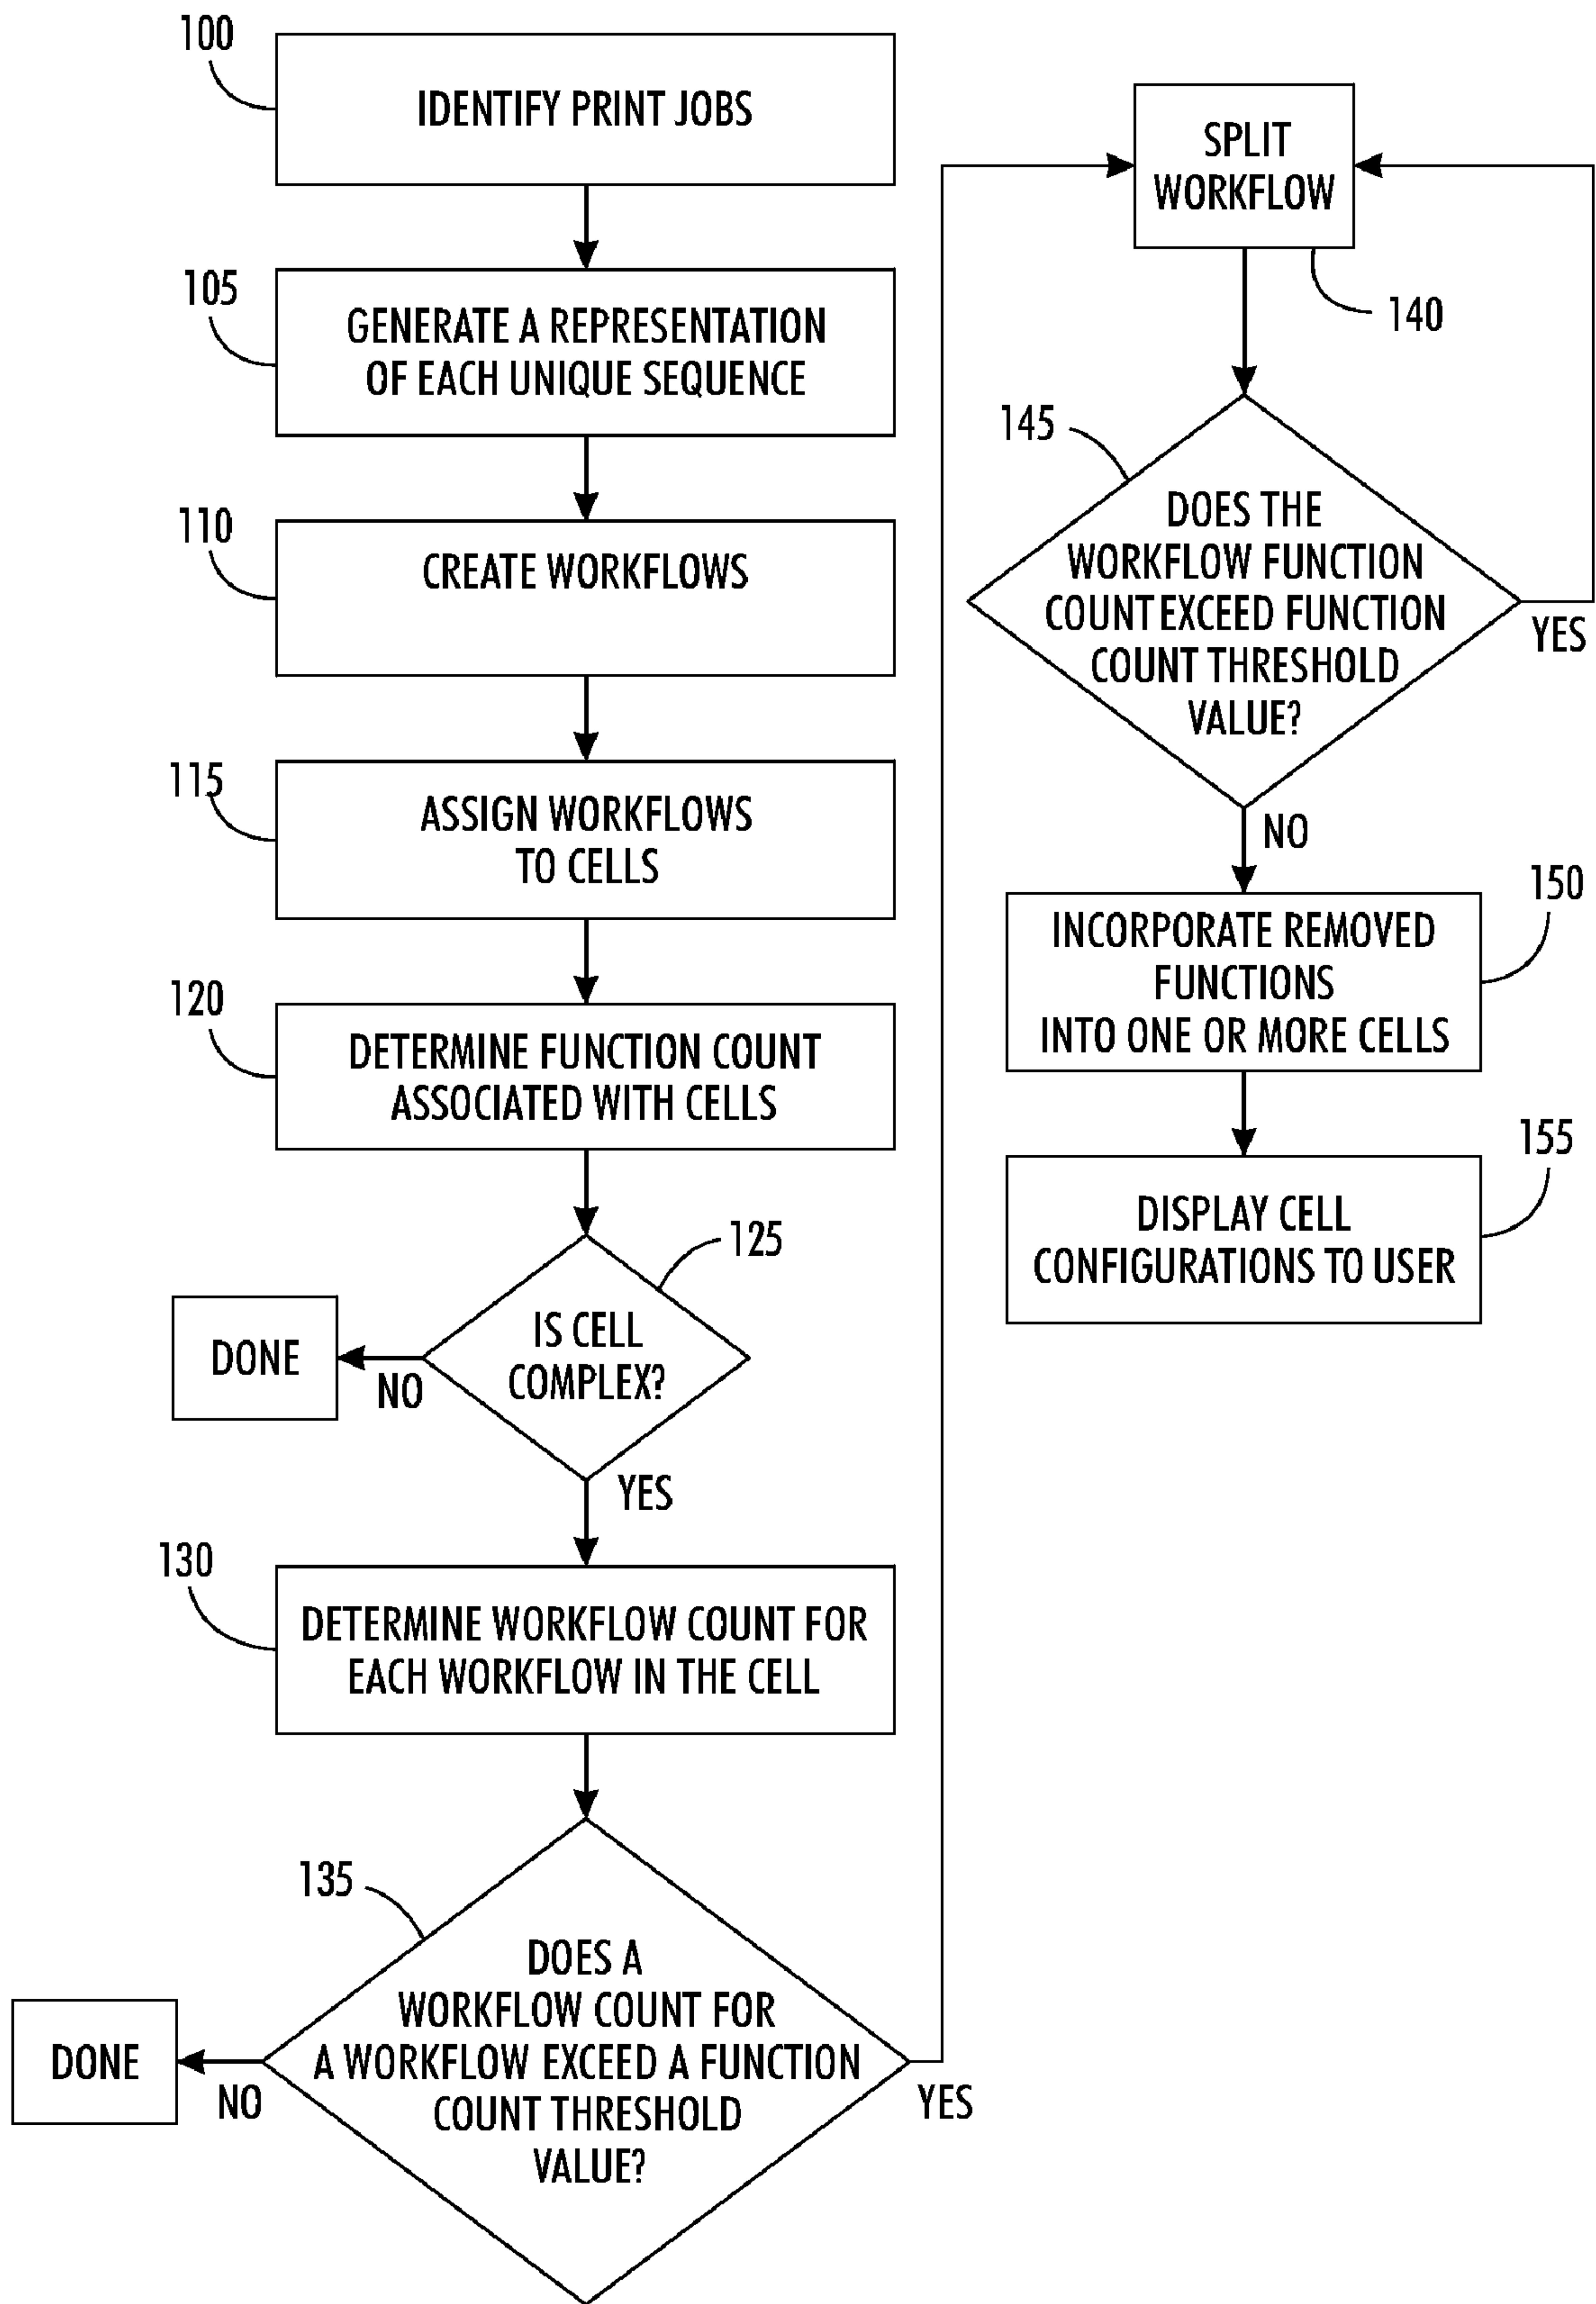 100
IDENTIFY PRINT JOBS
105
GENERATE A REPRESENTATION
OF EACH UNIQUE SEQUENCE
110
CREATE WORKFLOWS
115
ASSIGN WORKFLOWS
TO CELLS
120
DETERMINE FUNCTION COUNT
ASSOCIATED WITH CELLS
125
IS CELL
COMPLEX?
DONE
NO
YES
130
DETERMINE WORKFLOW COUNT FOR
EACH WORKFLOW IN THE CELL
135
DOES A
WORKFLOW COUNT FOR
A WORKFLOW EXCEED A FUNCTION
COUNT THRESHOLD
VALUE?
DONE
NO
YES
SPLIT
WORKFLOW
140
145
DOES THE
WORKFLOW FUNCTION
COUNT EXCEED FUNCTION
COUNT THRESHOLD
VALUE?
YES
NO
150
INCORPORATE REMOVED
FUNCTIONS
INTO ONE OR MORE CELLS
155
DISPLAY CELL
CONFIGURATIONS TO USER